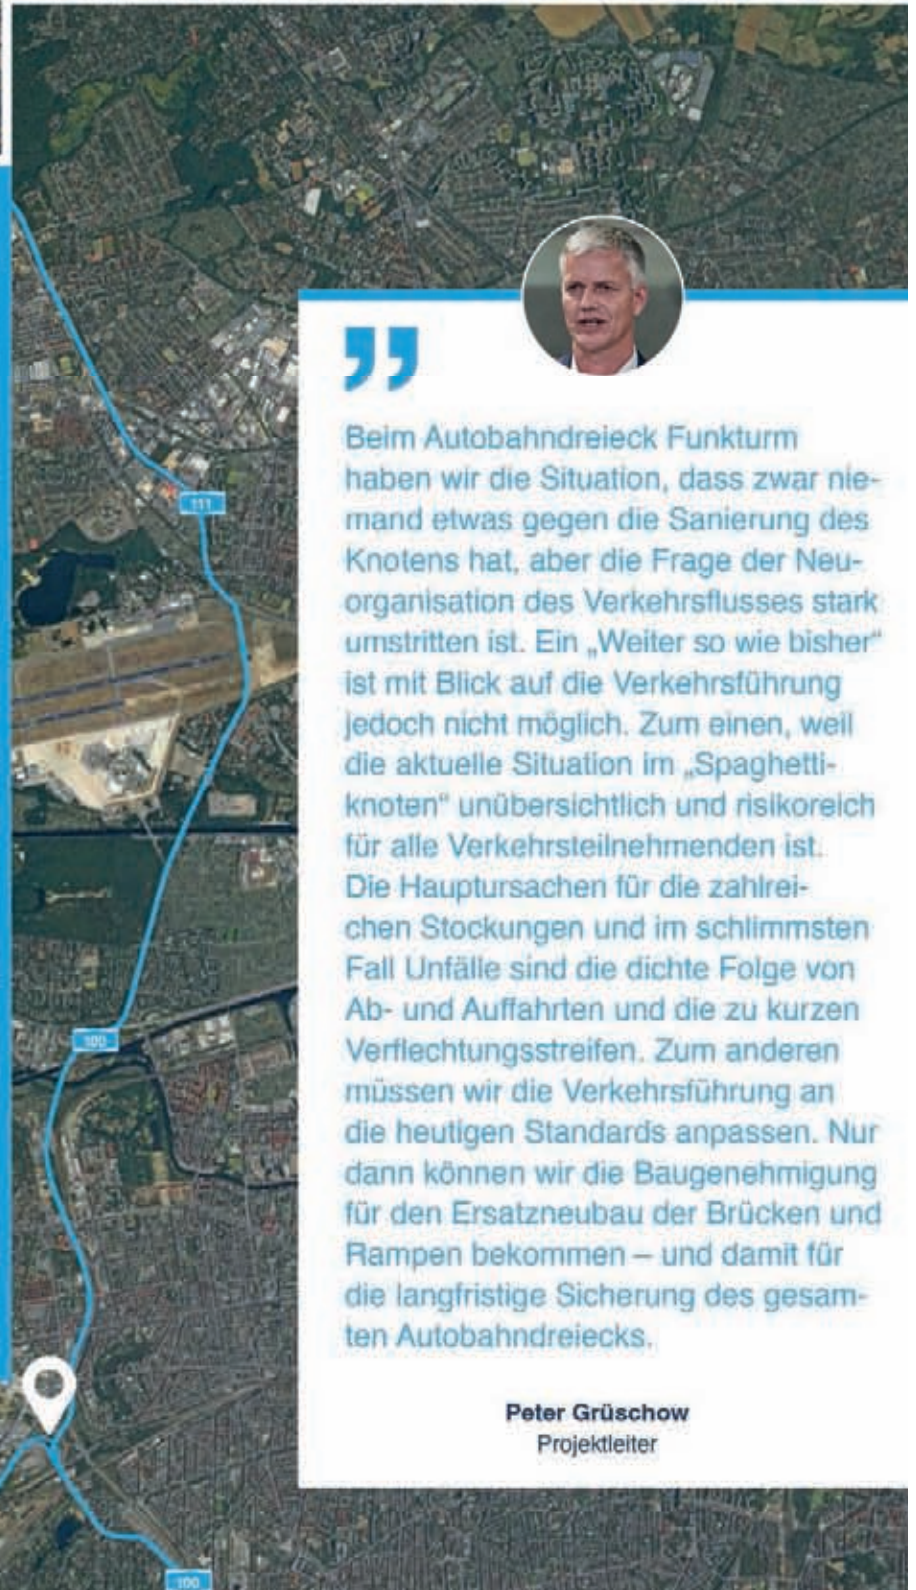 111
100
100
”
Beim Autobahndreieck Funkturm
haben wir die Situation, dass zwar nie-
mand etwas gegen die Sanierung des
Knotens hat, aber die Frage der Neu-
organisation des Verkehrsflusses stark
umstritten ist. Ein „Weiter so wie bisher“
ist mit Blick auf die Verkehrsführung
jedoch nicht möglich. Zum einen, weil
die aktuelle Situation im „Spaghetti-
knoten“ unübersichtlich und risikoreich
für alle Verkehrsteilnehmenden ist.
Die Hauptursachen für die zahlrei-
chen Stockungen und im schlimmsten
Fall Unfälle sind die dichte Folge von
Ab- und Auffahrten und die zu kurzen
Verflechtungsstreifen. Zum anderen
müssen wir die Verkehrsführung an
die heutigen Standards anpassen. Nur
dann können wir die Baugenehmigung
für den Ersatzneubau der Brücken und
Rampen bekommen – und damit für
die langfristige Sicherung des gesam-
ten Autobahndreiecks.
Peter Grüschow
Projektleiter